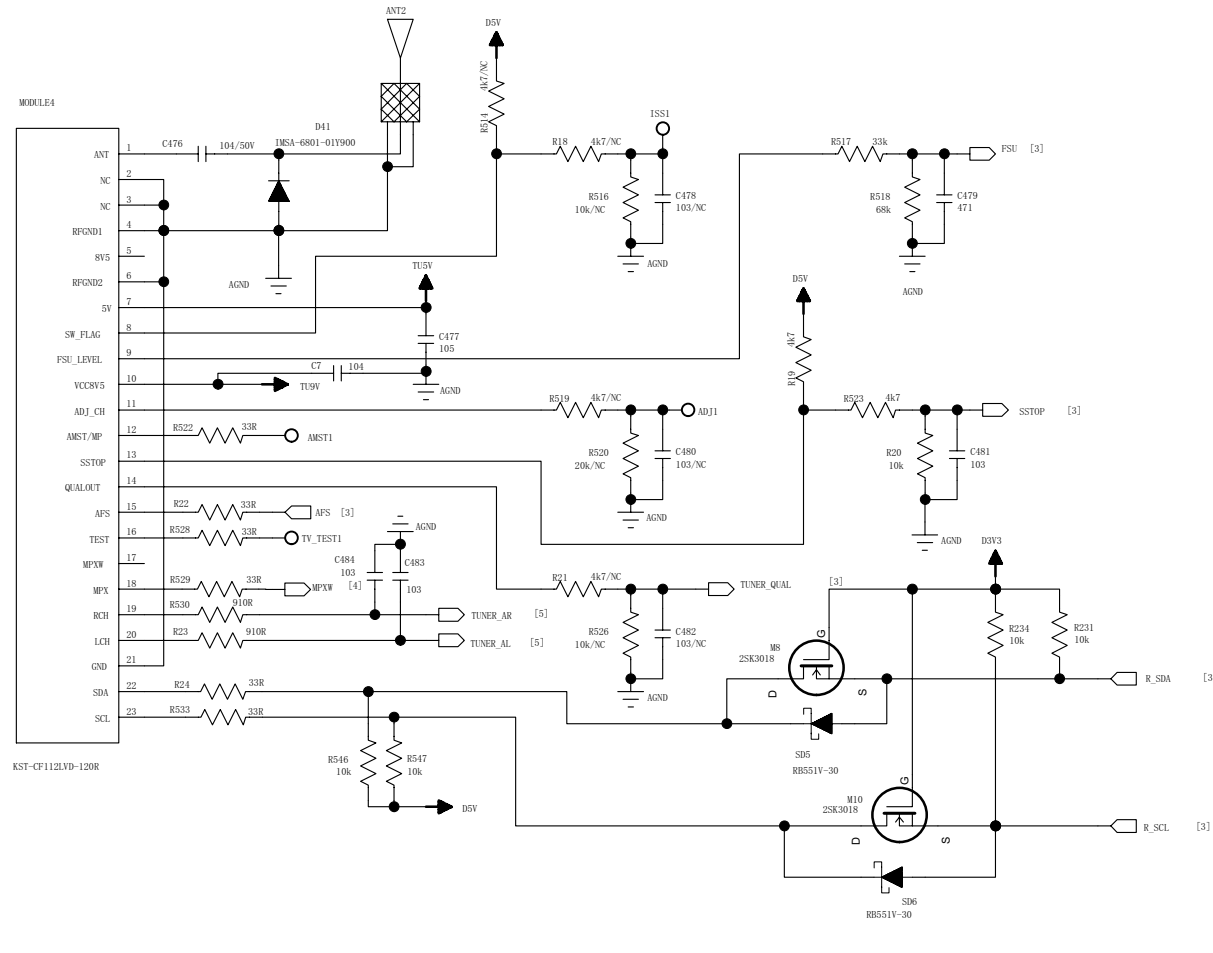 ANT2
D5V
4k7/NC
R514
MODULE4
D41
IMSA-6801-01Y900
ISS1
C476
104/50V
R18
4k7/NC
R517
33k
FSU [3]
ANT 1
NC 2
NC 3
RFGND1 4
8V5 5
RFGND2 6
5V 7
SW_FLAG 8
FSU_LEVEL 9
VCC8V5 10
ADJ_CH 11
AMST/MP 12
SSTOP 13
QUALOUT 14
AFS 15
TEST 16
MPXW 17
MPX 18
RCH 19
LCH 20
GND 21
SDA 22
SCL 23
KST-CF112LVD-120R
R516
10k/NC
C478
103/NC
AGND
R518
68k
C479
471
AGND
AGND
TU5V
C477
105
AGND
C7
104
TU9V
D5V
4k7
R19
R519
4k7/NC
ADJ1
R523
4k7
SSTOP [3]
R522
33R
AMST1
R520
20k/NC
C480
103/NC
AGND
R20
10k
C481
103
AGND
R22
33R
AFS [3]
R528
33R
TV_TEST1
AGND
C484
103
C483
103
R529
33R
MPXW [4]
R530
910R
TUNER_AR [5]
R23
910R
TUNER_AL [5]
R21
4k7/NC
TUNER_QUAL [3]
R526
10k/NC
C482
103/NC
AGND
D3V3
R234
10k
R231
10k
M8
2SK3018
G
D
S
R_SDA [3
R24
33R
R533
33R
R546
10k
R547
10k
D5V
SD5
RB551V-30
M10
2SK3018
G
D
S
R_SCL [3]
SD6
RB551V-30